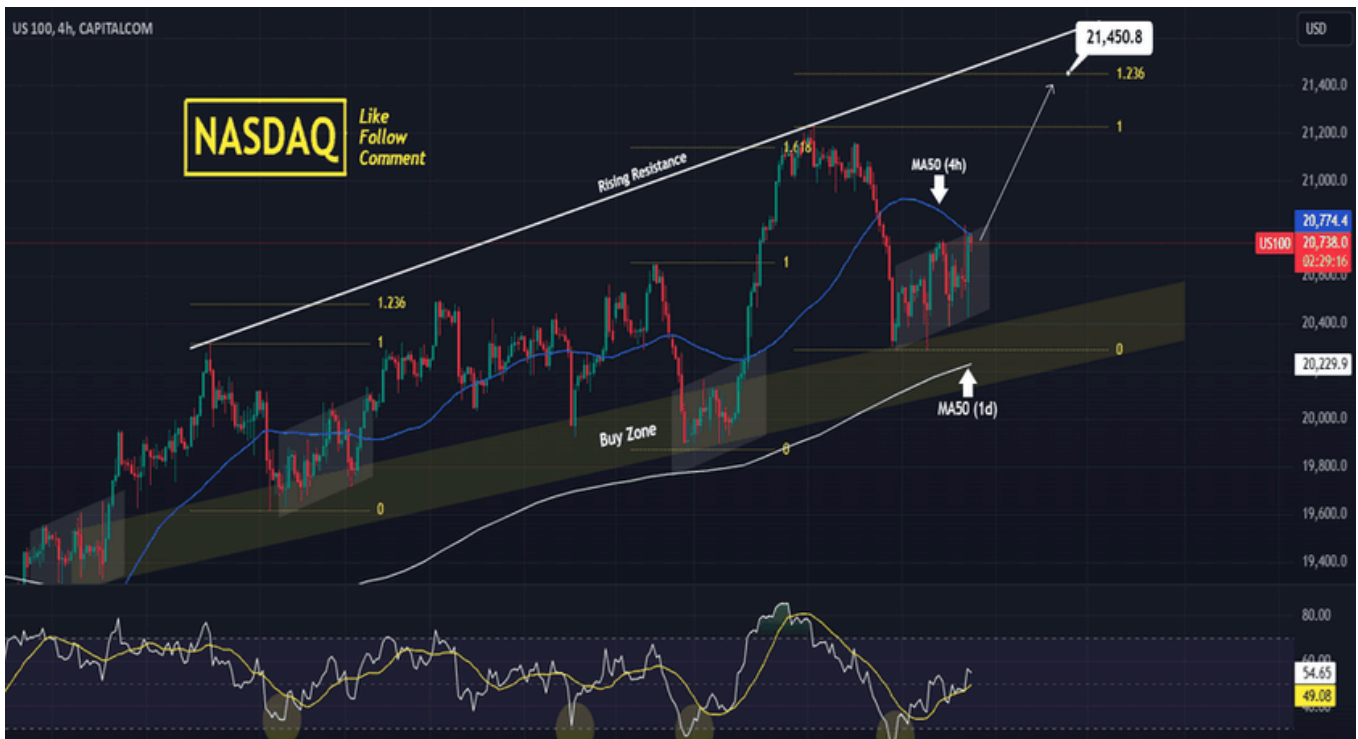 US 100, 4h, CAPITALCOM
USD
21,450.8
1.236
21,400.0
NASDAQ
Like
Follow
Comment
1
21,200.0
1.618
Rising Resistance
MA50 (4h)
21,000.0
20,774.4
US100 20,738.0
02:29:16
1
20,600.0
1.236
20,400.0
1
0
20,229.9
MA50 (1d)
Buy Zone
20,000.0
0
19,800.0
0
19,600.0
19,400.0
80.00
60.00
54.65
49.08